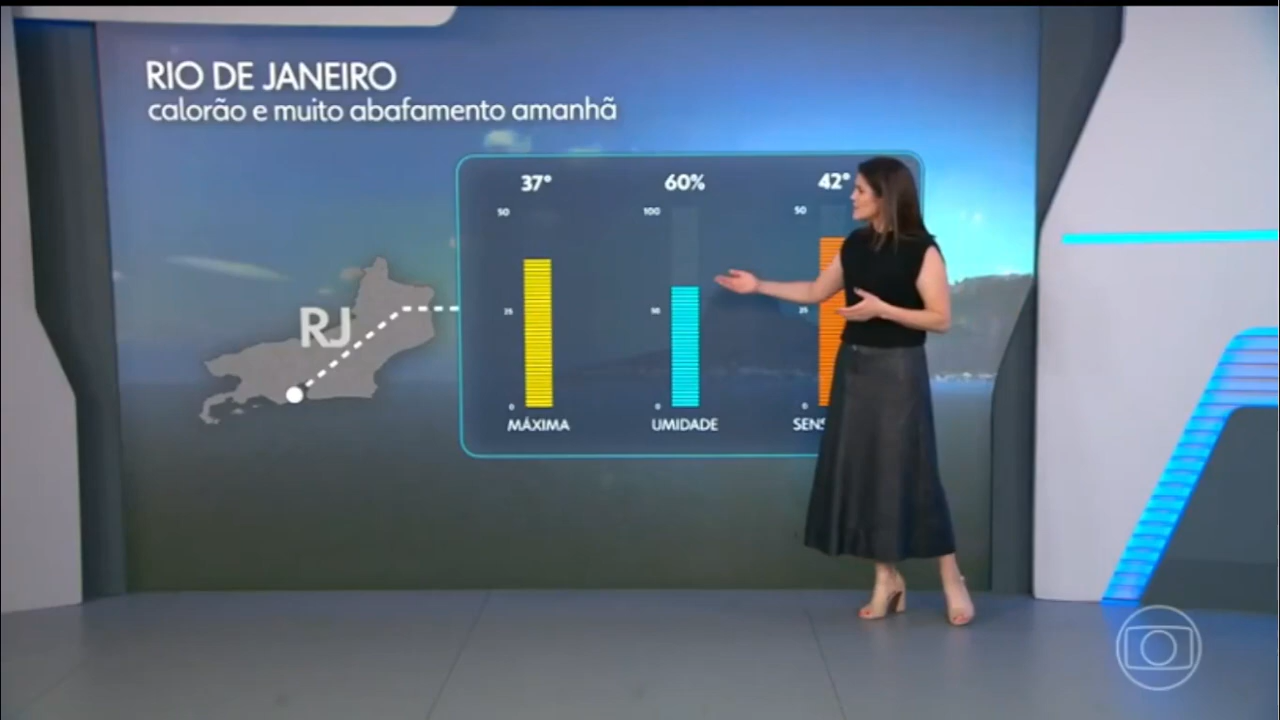 RIO DE JANEIRO
calorão e muito abafamento amanhã
37° 60% 42°
50 100 50
RJ
25 50 25
0 0 0
MÁXIMA UMIDADE SENS